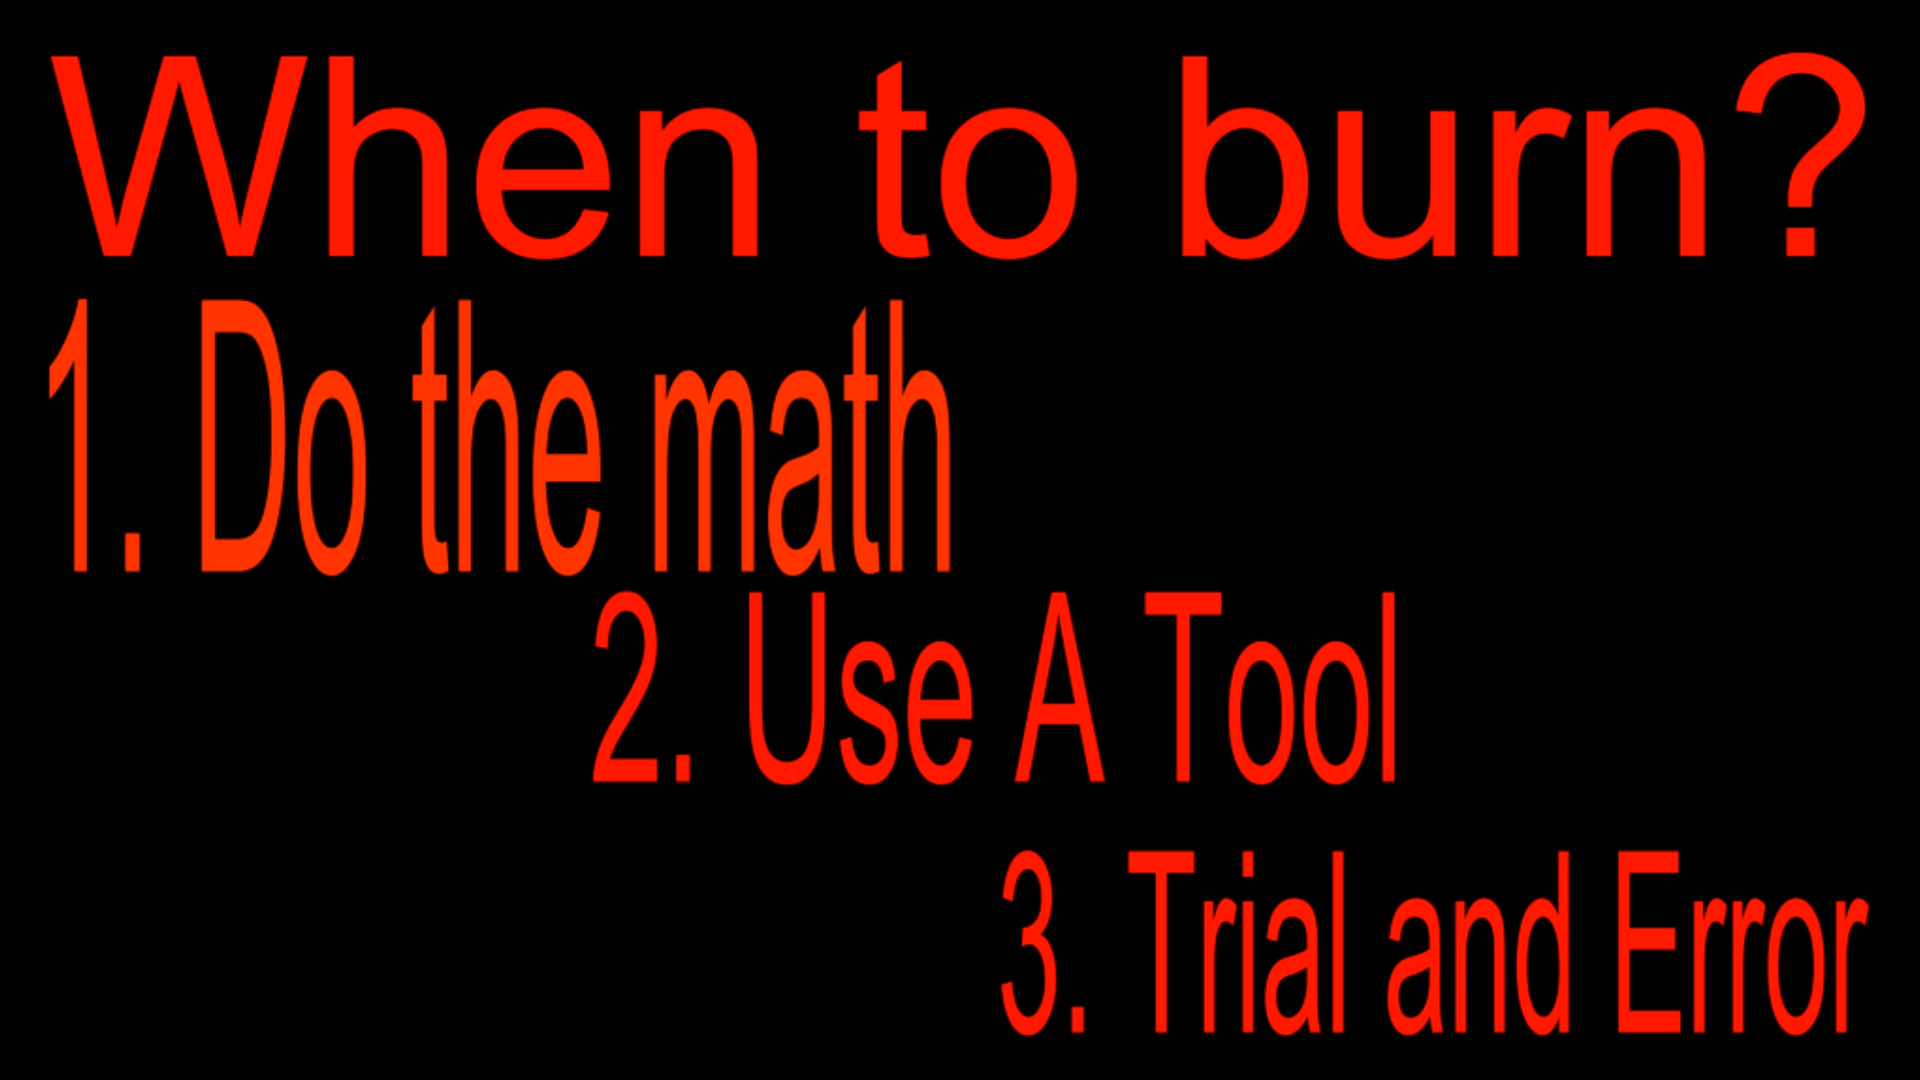 When to burn?
1. Do the math
2. Use A Tool
3. Trial and Error